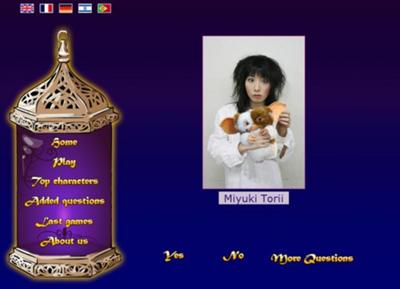 Home
Play
Top characters
Added questions
Last games
About us
Miyuki Torii
Yes
No
More Questions